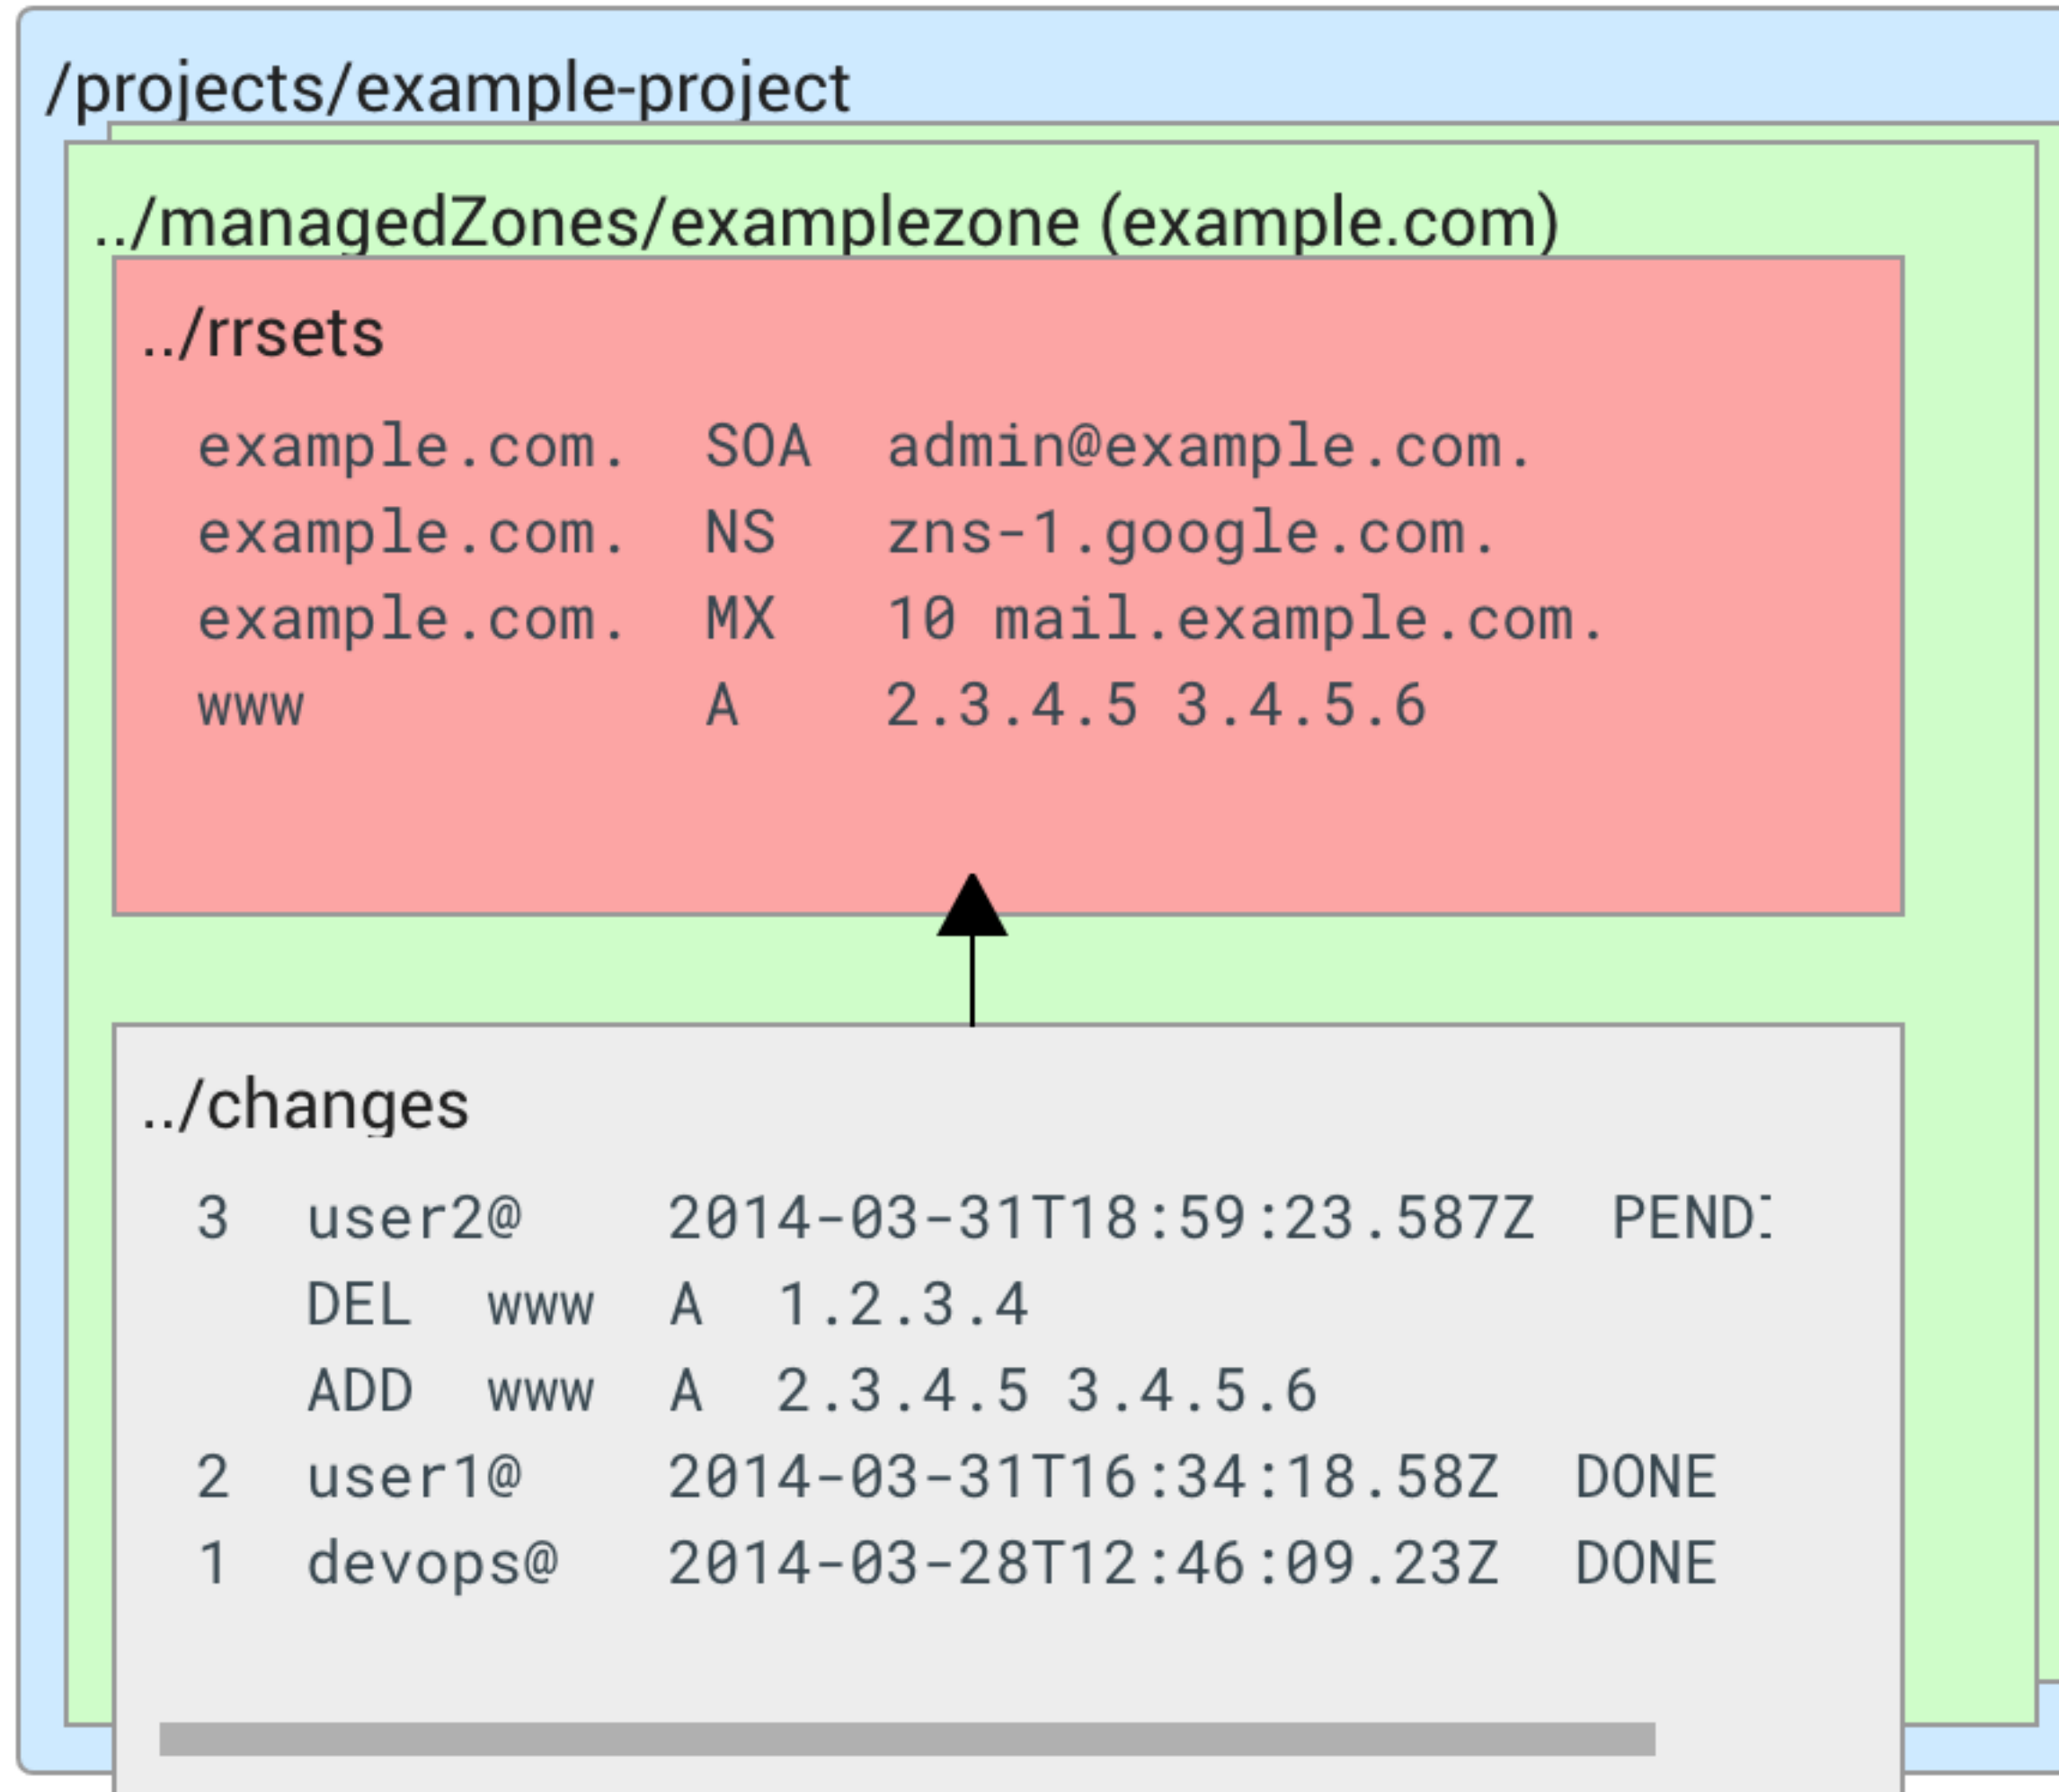 /projects/example-project
../managedZones/examplezone (example.com)
../rrsets
example.com. SOA admin@example.com.
example.com. NS zns-1.google.com.
example.com. MX 10 mail.example.com.
www A 2.3.4.5 3.4.5.6
../changes
3 user2@ 2014-03-31T18:59:23.587Z
DEL www A 1.2.3.4
ADD www A 2.3.4.5 3.4.5.6
2 user1@ 2014-03-31T16:34:18.58Z DONE
1 devops@ 2014-03-28T12:46:09.23Z DONE